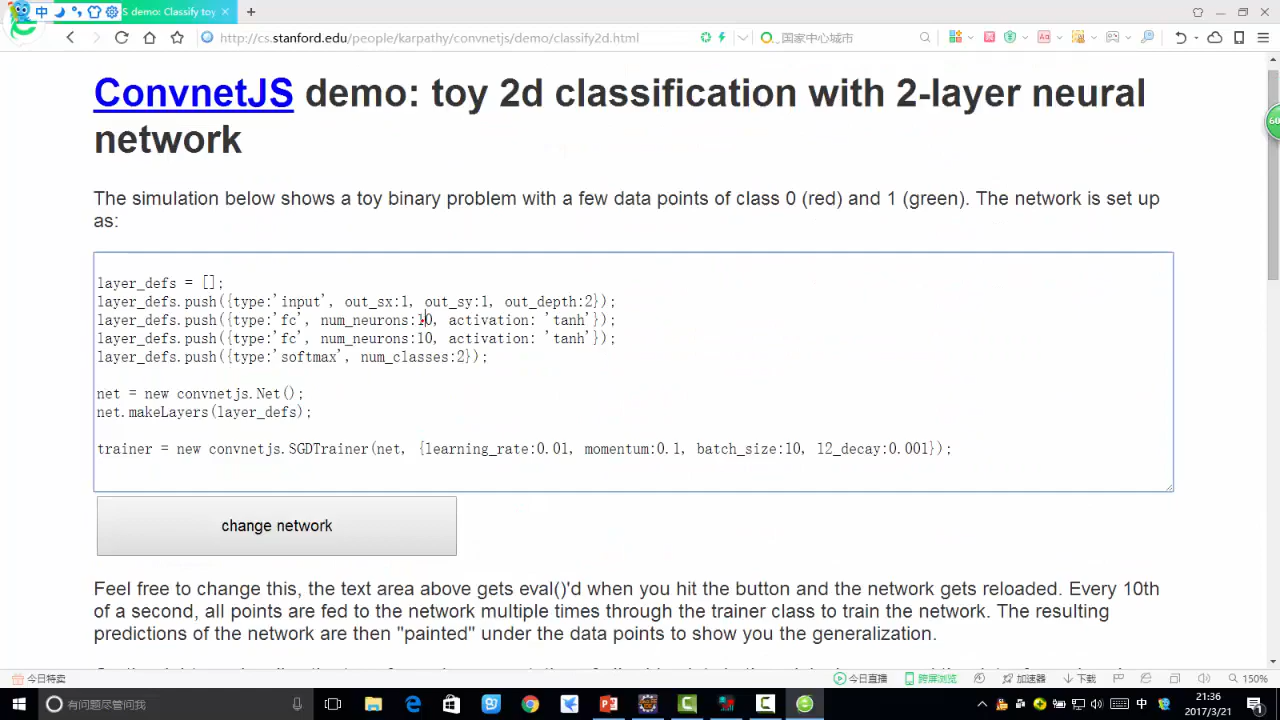 中
S demo: Classify toy
http://cs.stanford.edu/people/karpathy/convnetjs/demo/classify2d.html
国家中心城市
ConvnetJS demo: toy 2d classification with 2-layer neural
network
The simulation below shows a toy binary problem with a few data points of class 0 (red) and 1 (green). The network is set up
as:
layer_defs = [];
layer_defs.push({type:'input', out_sx:1, out_sy:1, out_depth:2});
layer_defs.push({type:'fc', num_neurons:10, activation: 'tanh'});
layer_defs.push({type:'fc', num_neurons:10, activation: 'tanh'});
layer_defs.push({type:'softmax', num_classes:2});
net = new convnetjs.Net();
net.makeLayers(layer_defs);
trainer = new convnetjs.SGDTrainer(net, {learning_rate:0.01, momentum:0.1, batch_size:10, l2_decay:0.001});
change network
Feel free to change this, the text area above gets eval()'d when you hit the button and the network gets reloaded. Every 10th
of a second, all points are fed to the network multiple times through the trainer class to train the network. The resulting
predictions of the network are then "painted" under the data points to show you the generalization.
60
今日特卖
今日直播
跨屏浏览
加速器
下载
150%
有问题尽管问我
中
21:36
2017/3/21